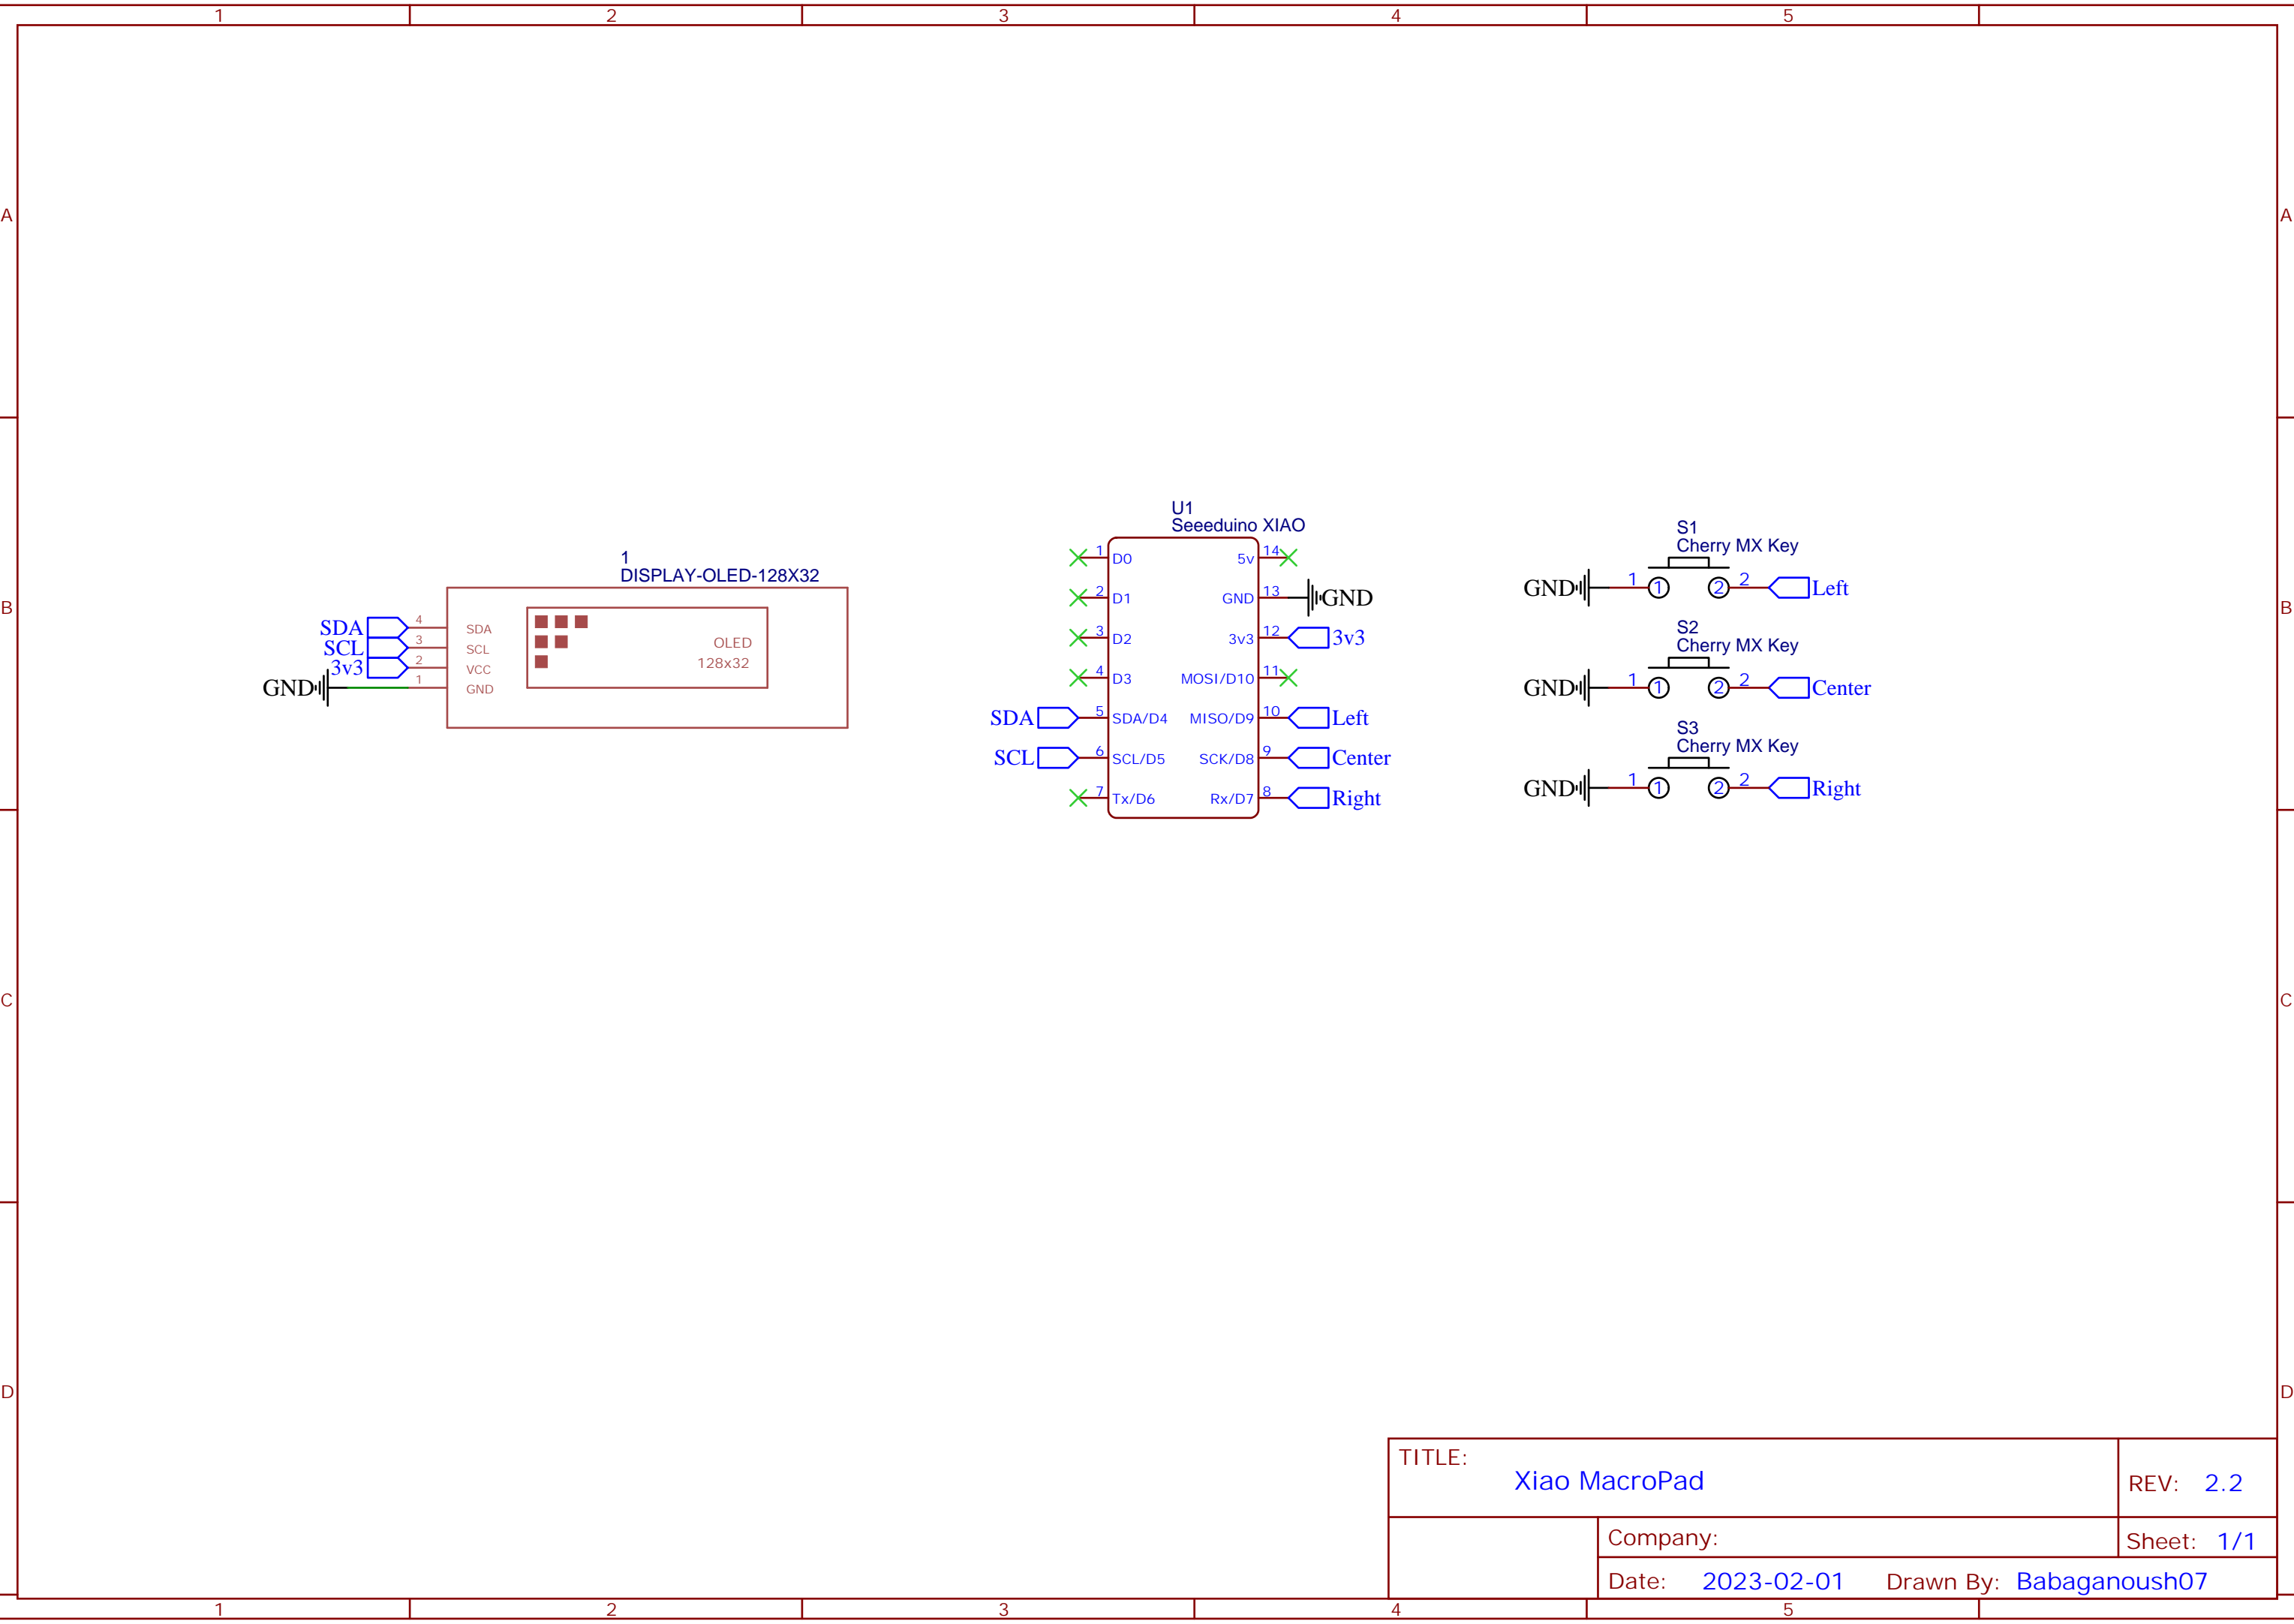 1 2 3 4 5
A A
B B
C C
D D
1
DISPLAY-OLED-128X32
SDA 4 SDA
SCL 3 SCL
3v3 2 VCC
GND 1 GND
OLED
128x32
U1
Seeeduino XIAO
1 D0 5v 14
2 D1 GND 13 GND
3 D2 3v3 12 3v3
4 D3 MOSI/D10 11
SDA 5 SDA/D4 MISO/D9 10 Left
SCL 6 SCL/D5 SCK/D8 9 Center
7 Tx/D6 Rx/D7 8 Right
S1
Cherry MX Key
GND 1 1 2 2 Left
S2
Cherry MX Key
GND 1 1 2 2 Center
S3
Cherry MX Key
GND 1 1 2 2 Right
TITLE:
Xiao MacroPad
REV: 2.2
Company:
Sheet: 1/1
Date: 2023-02-01 Drawn By: Babaganoush07
1 2 3 4 5